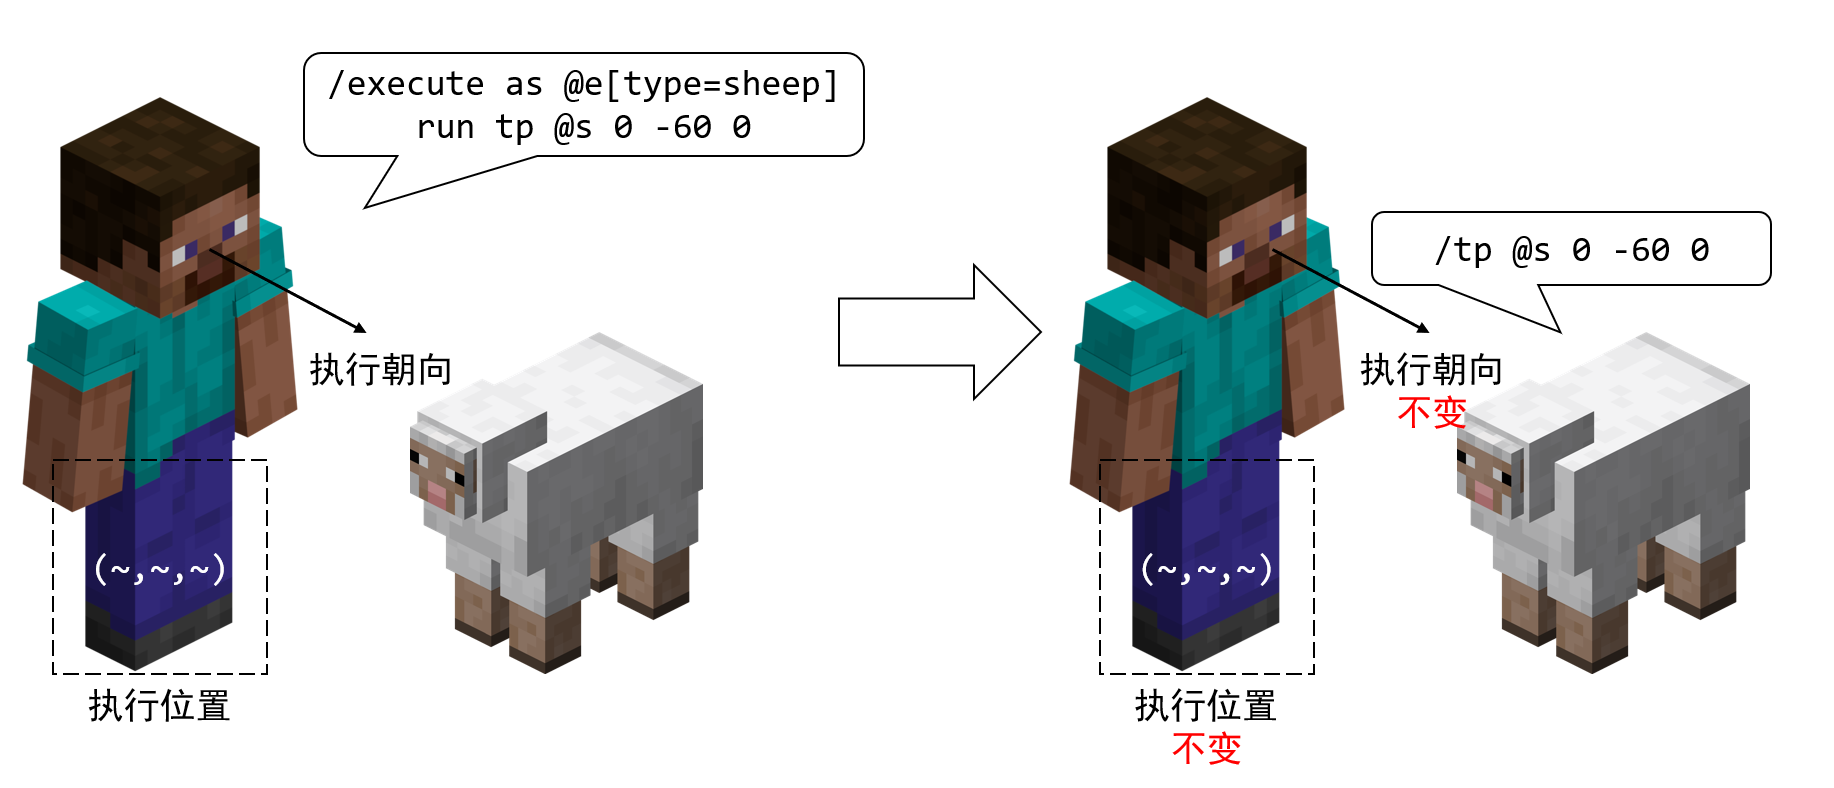 /execute as @e[type=sheep]
run tp @s 0 -60 0
执行朝向
(~,~,~)
执行位置
/tp @s 0 -60 0
执行朝向
不变
(~,~,~)
执行位置
不变